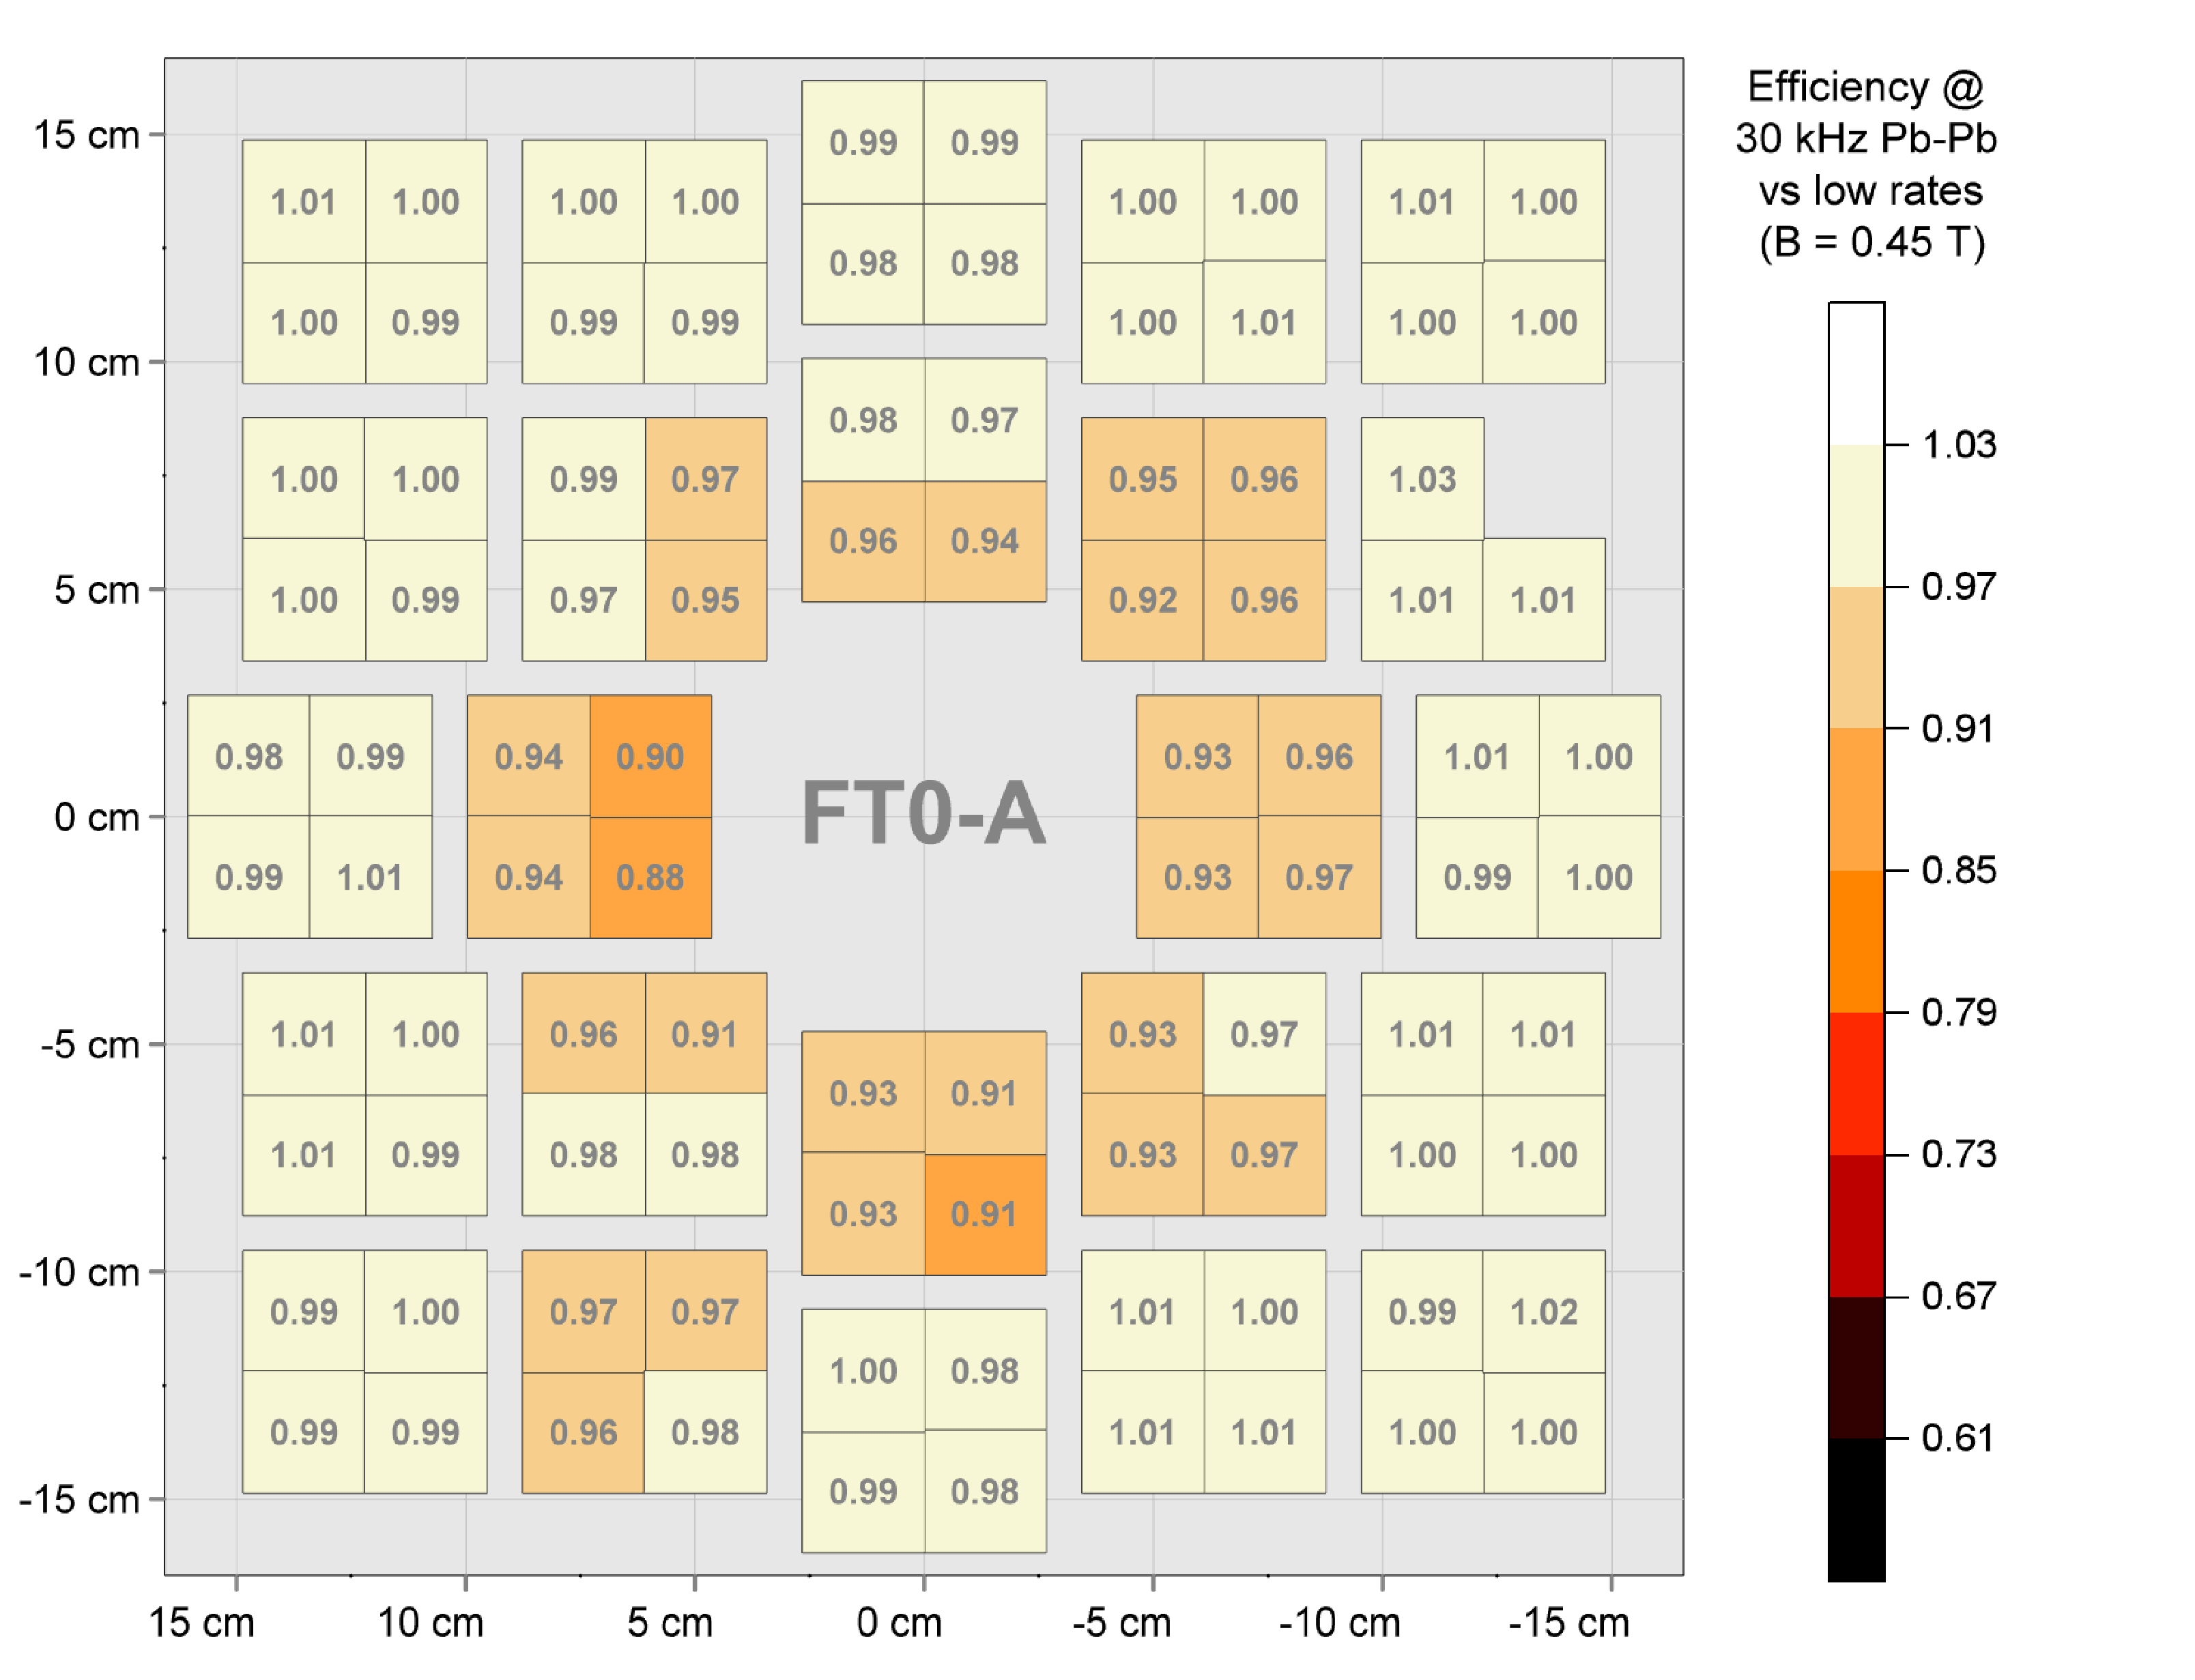 Efficiency @
30 kHz Pb-Pb
vs low rates
(B = 0.45 T)
0.99 0.99
15 cm
1.01 1.00 1.00 1.00 1.00 1.00 1.01 1.00
0.98 0.98
1.00 0.99 0.99 0.99 1.00 1.01 1.00 1.00
10 cm
0.98 0.97
1.03
1.00 1.00 0.99 0.97 0.95 0.96 1.03
0.96 0.94
5 cm
0.97
1.00 0.99 0.97 0.95 0.92 0.96 1.01 1.01
0.91
0.98 0.99 0.94 0.90 0.93 0.96 1.01 1.00
0 cm
FT0-A
0.85
0.99 1.01 0.94 0.88 0.93 0.97 0.99 1.00
0.79
-5 cm
1.01 1.00 0.96 0.91 0.93 0.97 1.01 1.01
0.93 0.91
0.73
1.01 0.99 0.98 0.98 0.93 0.97 1.00 1.00
0.93 0.91
-10 cm
0.67
0.99 1.00 0.97 0.97 1.01 1.00 0.99 1.02
1.00 0.98
0.61
0.99 0.99 0.96 0.98 1.01 1.01 1.00 1.00
0.99 0.98
-15 cm
15 cm 10 cm 5 cm 0 cm -5 cm -10 cm -15 cm